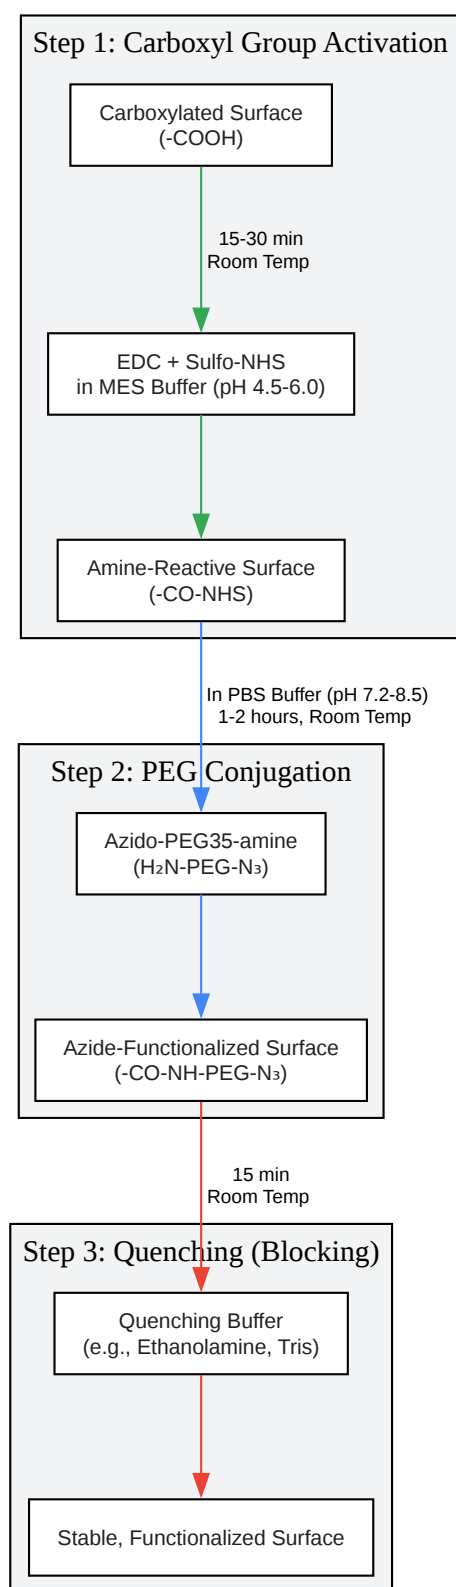 Step 1: Carboxyl Group Activation
Carboxylated Surface
(-COOH)
15-30 min
Room Temp
EDC + Sulfo-NHS
in MES Buffer (pH 4.5-6.0)
Amine-Reactive Surface
(-CO-NHS)
In PBS Buffer (pH 7.2-8.5)
1-2 hours, Room Temp
Step 2: PEG Conjugation
Azido-PEG35-amine
(H₂N-PEG-N₃)
Azide-Functionalized Surface
(-CO-NH-PEG-N₃)
15 min
Room Temp
Step 3: Quenching (Blocking)
Quenching Buffer
(e.g., Ethanolamine, Tris)
Stable, Functionalized Surface